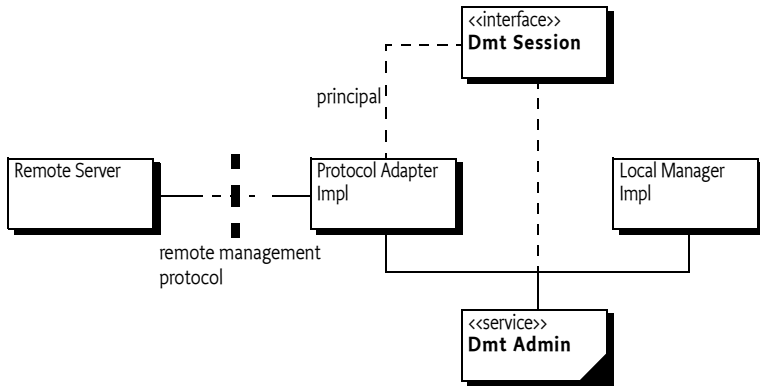 <<interface>>
Dmt Session
principal
Remote Server
Protocol Adapter
Impl
Local Manager
Impl
remote management
protocol
<<service>>
Dmt Admin